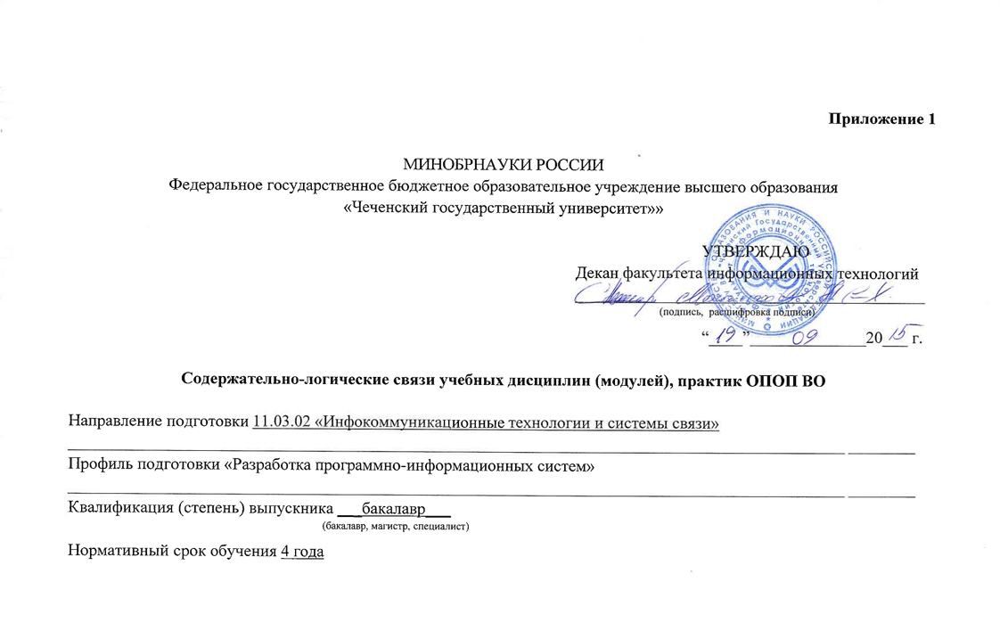 Приложение 1
МИНОБРНАУКИ РОССИИ
Федеральное государственное бюджетное образовательное учреждение высшего образования
«Чеченский государственный университет»»
УТВЕРЖДАЮ
Декан факультета информационных технологий
(подпись, расшифровка подписи)
“ 19 ” 09 20 15 г.
Содержательно-логические связи учебных дисциплин (модулей), практик ОПОП ВО
Направление подготовки 11.03.02 «Инфокоммуникационные технологии и системы связи»
Профиль подготовки «Разработка программно-информационных систем»
Квалификация (степень) выпускника ___бакалавр___
(бакалавр, магистр, специалист)
Нормативный срок обучения 4 года